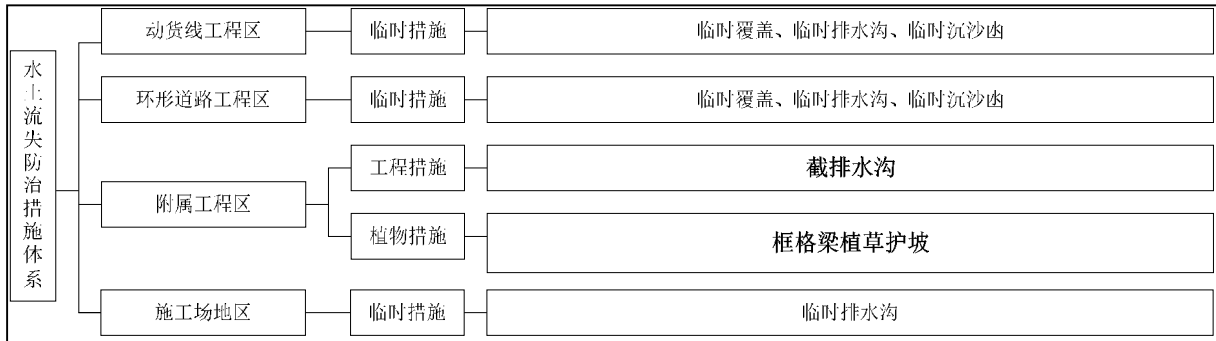 水土流失防治措施体系
动货线工程区
临时措施
临时覆盖、临时排水沟、临时沉沙凼
环形道路工程区
临时措施
临时覆盖、临时排水沟、临时沉沙凼
附属工程区
工程措施
截排水沟
植物措施
框格梁植草护坡
施工场地区
临时措施
临时排水沟